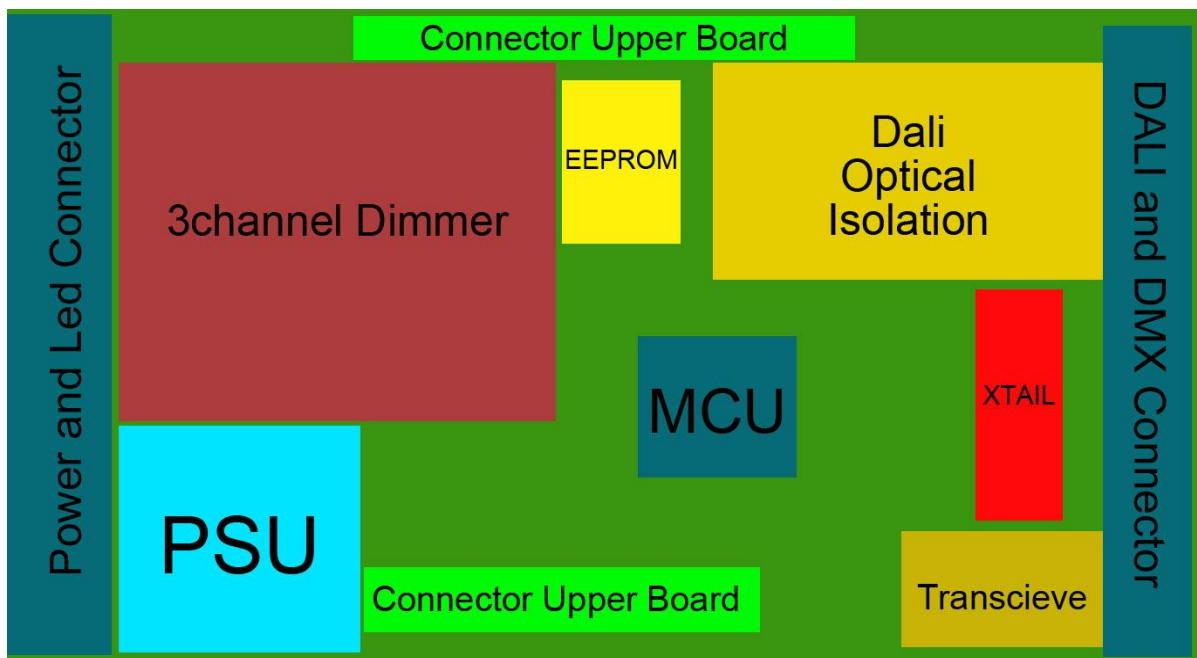 Connector Upper Board
Power and Led Connector
3channel Dimmer
EEPROM
Dali
Optical
Isolation
DALI and DMX Connector
MCU
XTAIL
PSU
Connector Upper Board
Transcieve